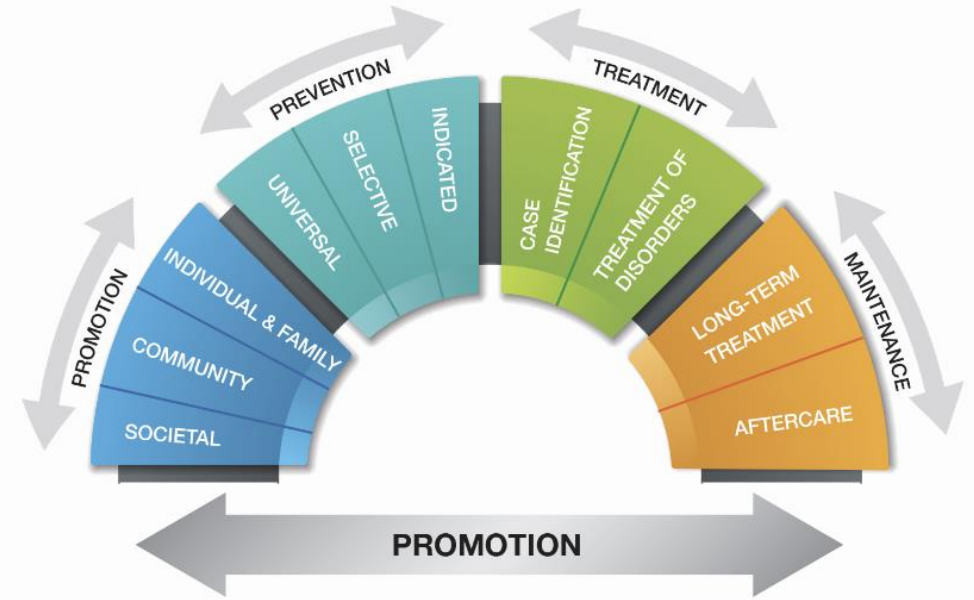 PROMOTION
SOCIETAL
COMMUNITY
INDIVIDUAL & FAMILY
PREVENTION
UNIVERSAL
SELECTIVE
INDICATED
TREATMENT
CASE
IDENTIFICATION
TREATMENT OF
DISORDERS
MAINTENANCE
LONG-TERM
TREATMENT
AFTERCARE
PROMOTION